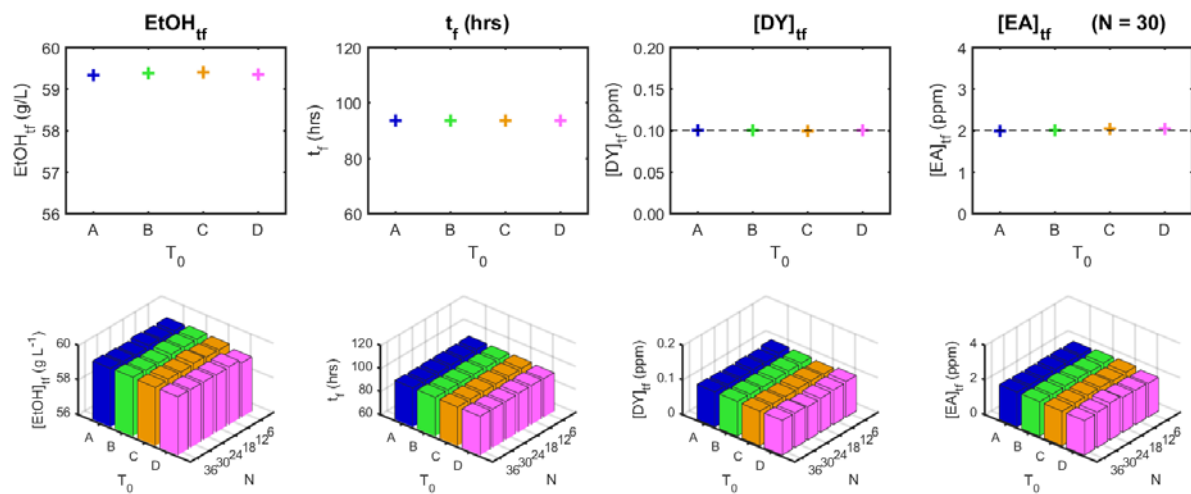 EtOH_tf
t_f (hrs)
[DY]_tf
[EA]_tf (N = 30)
EtOH_tf (g/L)
60
59
58
57
56
A B C D
T_0
t_f (hrs)
120
100
80
60
A B C D
T_0
[DY]_tf (ppm)
0.20
0.15
0.10
0.05
0.00
A B C D
T_0
[EA]_tf (ppm)
4
3
2
1
0
A B C D
T_0
[EtOH]_tf (g L⁻¹)
60
58
56
A B C D
T_0
36 30 24 18 12 6
N
t_f (hrs)
120
100
80
60
A B C D
T_0
36 30 24 18 12 6
N
[DY]_tf (ppm)
0.2
0.1
0
A B C D
T_0
36 30 24 18 12 6
N
[EA]_tf (ppm)
4
2
0
A B C D
T_0
36 30 24 18 12 6
N